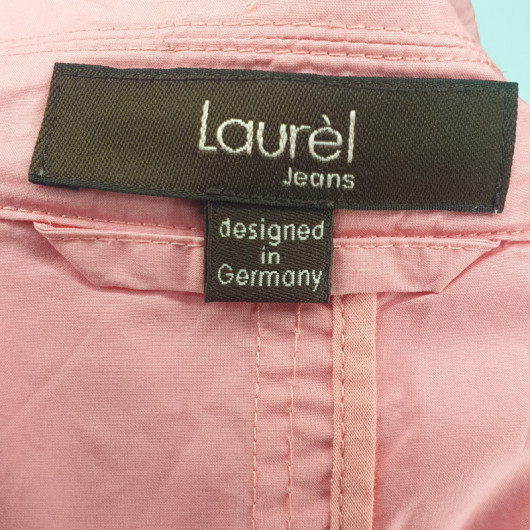 Laurèl
Jeans
designed
in
Germany